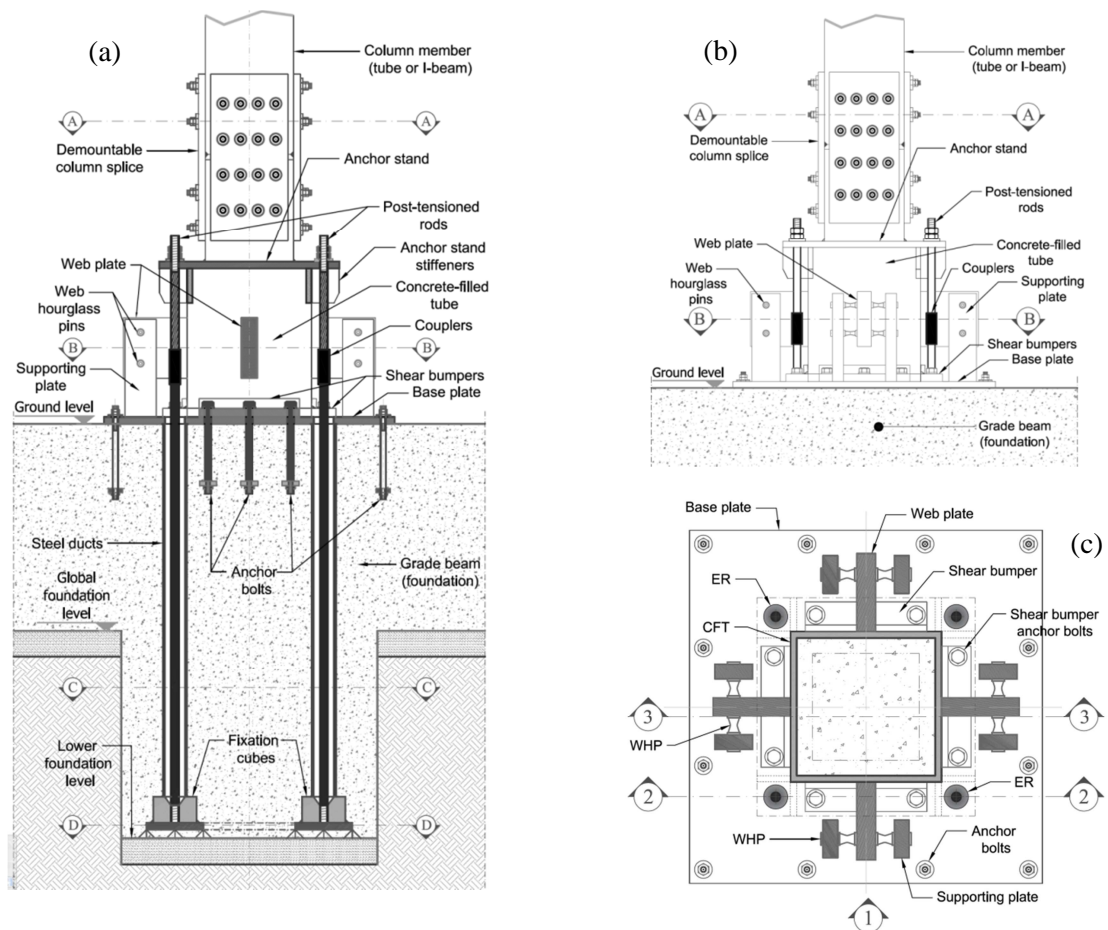 (a)
Column member
(tube or I-beam)
A
A
Demountable
column splice
Anchor stand
Post-tensioned
rods
Web plate
Anchor stand
stiffeners
Web
hourglass
pins
Concrete-filled
tube
Couplers
B
B
Supporting
plate
Shear bumpers
Base plate
Ground level
Steel ducts
Anchor
bolts
Grade beam
(foundation)
Global
foundation
level
C
C
Lower
foundation
level
Fixation
cubes
D
D
(b)
Column member
(tube or I-beam)
A
A
Demountable
column splice
Anchor stand
Post-tensioned
rods
Web plate
Concrete-filled
tube
Web
hourglass
pins
Couplers
Supporting
plate
B
B
Shear bumpers
Base plate
Ground level
Grade beam
(foundation)
(c)
Base plate
Web plate
ER
Shear bumper
CFT
Shear bumper
anchor bolts
3
3
WHP
2
2
ER
WHP
Anchor
bolts
Supporting plate
1